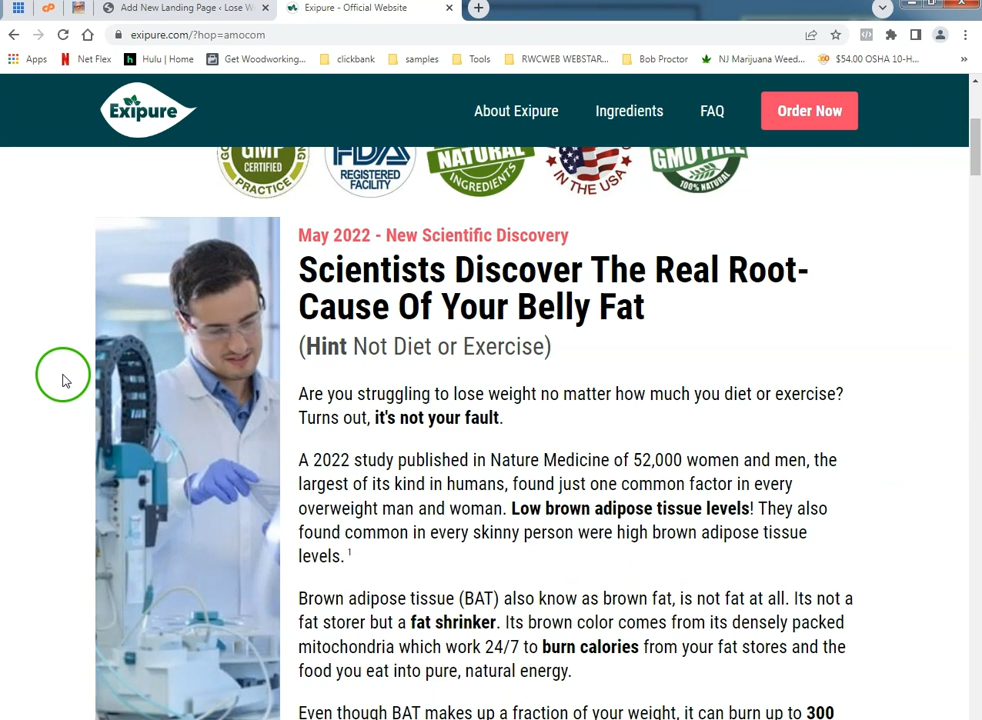 Add New Landing Page ‹ Lose W
Exipure - Official Website
exipure.com/?hop=amocom
Apps
Net Flex
Hulu | Home
Get Woodworking...
clickbank
samples
Tools
RWCWEB WEBSTAR...
Bob Proctor
NJ Marijuana Weed...
$54.00 OSHA 10-H...
Exipure
About Exipure
Ingredients
FAQ
Order Now
GMP
CERTIFIED
PRACTICE
FDA
REGISTERED
FACILITY
NATURAL
INGREDIENTS
IN THE USA
GMO FREE
100% NATURAL
May 2022 - New Scientific Discovery
Scientists Discover The Real Root-
Cause Of Your Belly Fat
(Hint Not Diet or Exercise)
Are you struggling to lose weight no matter how much you diet or exercise?
Turns out, it's not your fault.
A 2022 study published in Nature Medicine of 52,000 women and men, the
largest of its kind in humans, found just one common factor in every
overweight man and woman. Low brown adipose tissue levels! They also
found common in every skinny person were high brown adipose tissue
levels. 1
Brown adipose tissue (BAT) also know as brown fat, is not fat at all. Its not a
fat storer but a fat shrinker. Its brown color comes from its densely packed
mitochondria which work 24/7 to burn calories from your fat stores and the
food you eat into pure, natural energy.
Even though BAT makes up a fraction of your weight, it can burn up to 300